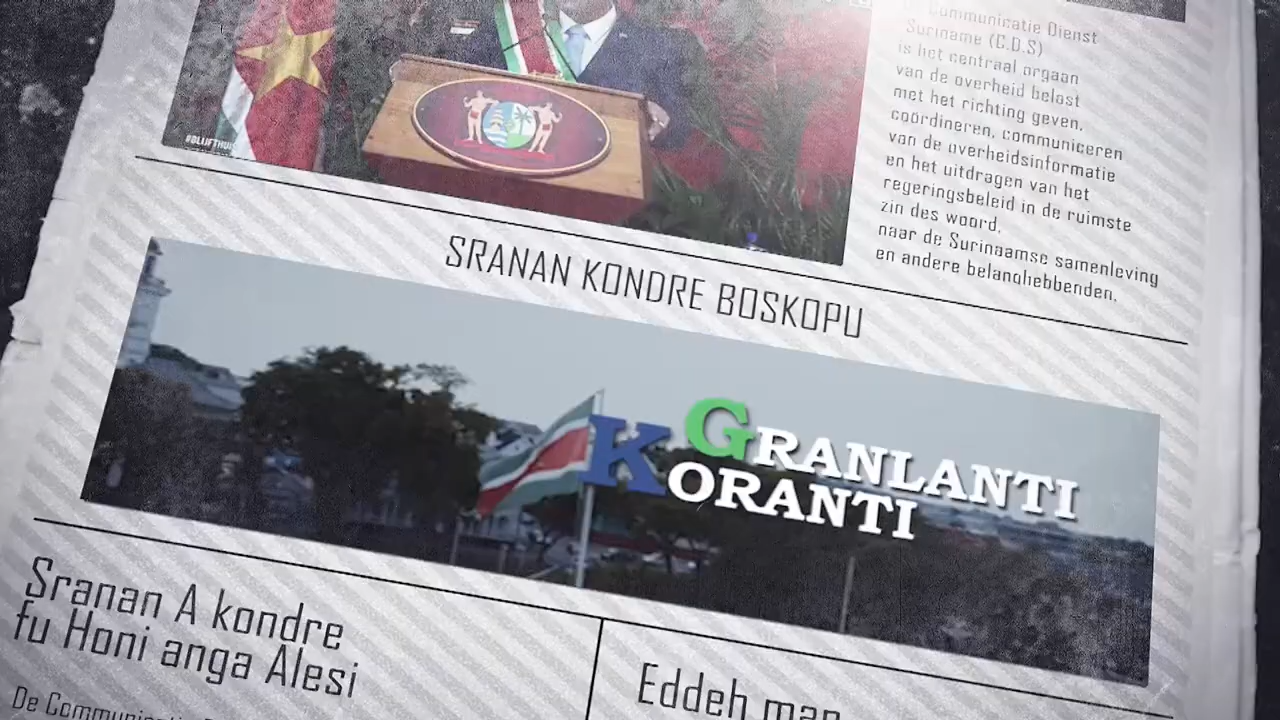 #BLIJFTHUIS
Communicatie Dienst
Suriname (C.D.S)
is het centraal orgaan
van de overheid belast
met het richting geven,
coördineren, communiceren
van de overheidsinformatie
en het uitdragen van het
regeringsbeleid in de ruimste
zin des woord,
naar de Surinaamse samenleving
en andere belanghebbenden.
SRANAN KONDRE BOSKOPU
GRANLANTI
KORANTI
Sranan A kondre
fu Honi anga Alesi
De
Eddeh man